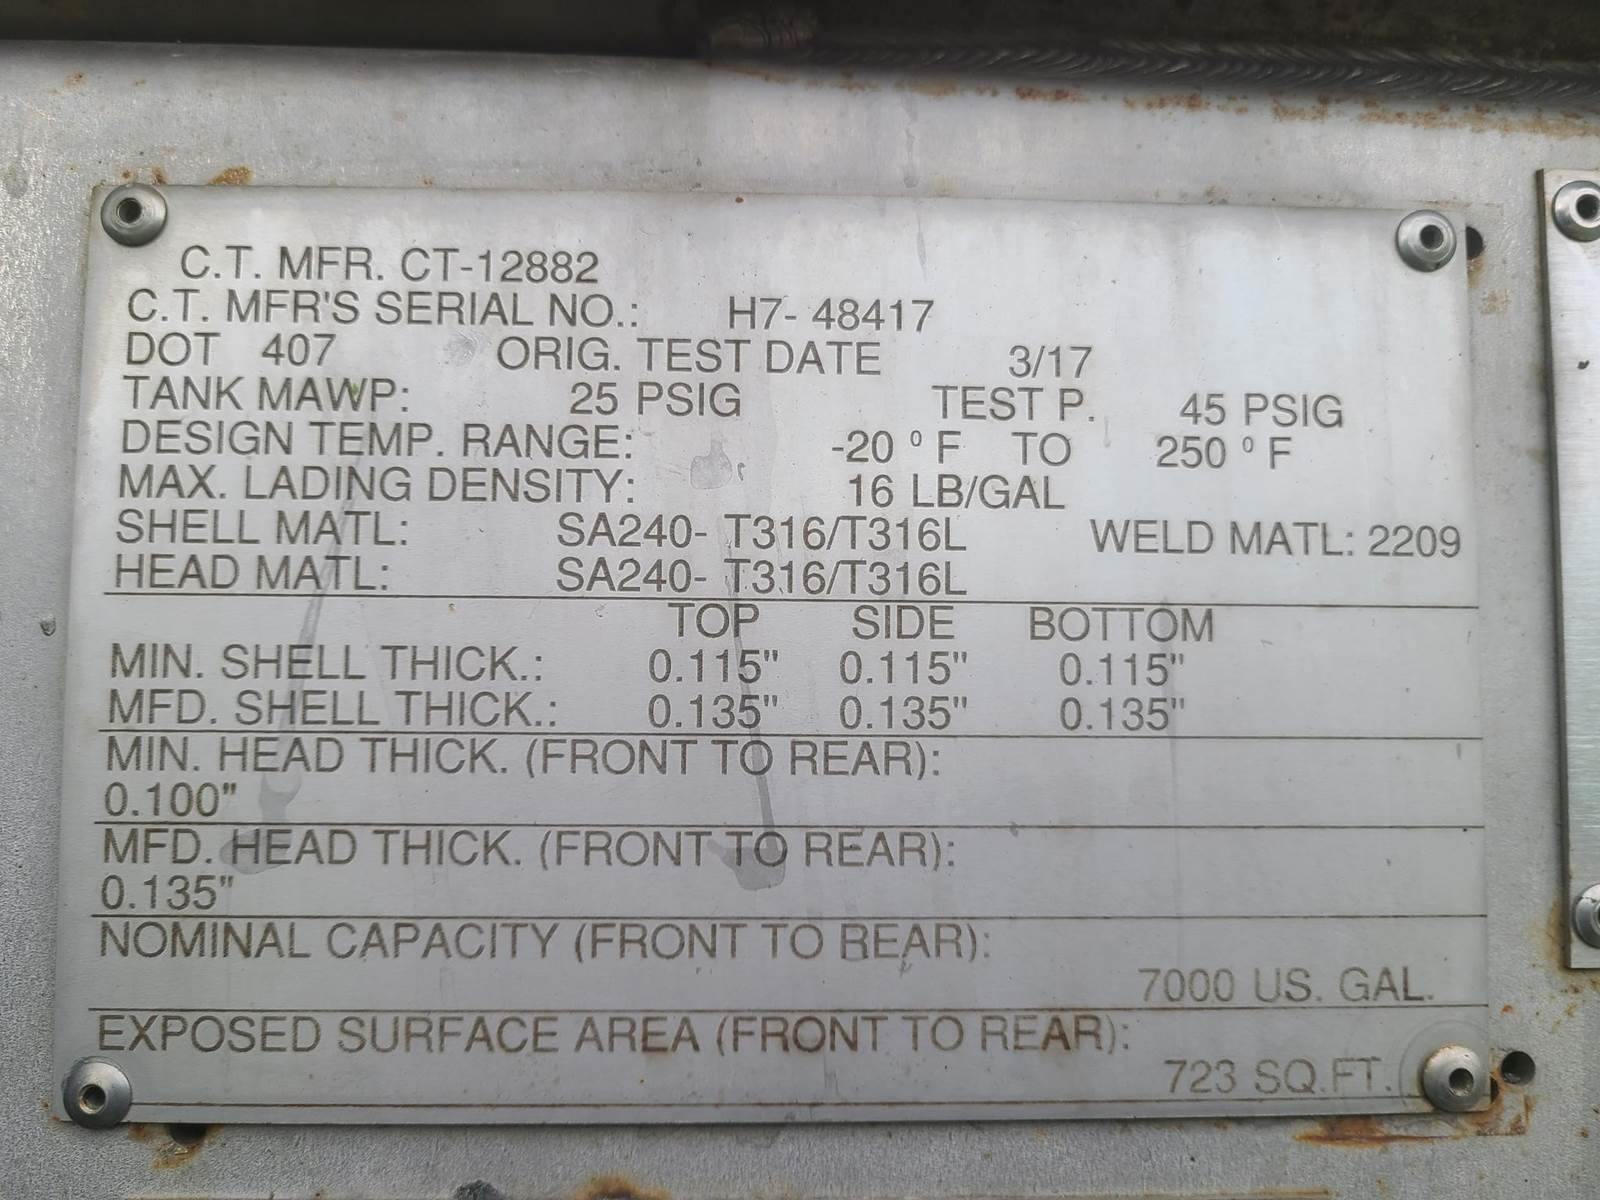 C.T. MFR. CT-12882
C.T. MFR'S SERIAL NO.: H7- 48417
DOT 407 ORIG. TEST DATE 3/17
TANK MAWP: 25 PSIG TEST P. 45 PSIG
DESIGN TEMP. RANGE: -20 ° F TO 250 ° F
MAX. LADING DENSITY: 16 LB/GAL
SHELL MATL: SA240- T316/T316L WELD MATL: 2209
HEAD MATL: SA240- T316/T316L
TOP SIDE BOTTOM
MIN. SHELL THICK.: 0.115" 0.115" 0.115"
MFD. SHELL THICK.: 0.135" 0.135" 0.135"
MIN. HEAD THICK. (FRONT TO REAR):
0.100"
MFD. HEAD THICK. (FRONT TO REAR):
0.135"
NOMINAL CAPACITY (FRONT TO REAR):
7000 US. GAL.
EXPOSED SURFACE AREA (FRONT TO REAR):
723 SQ.FT.